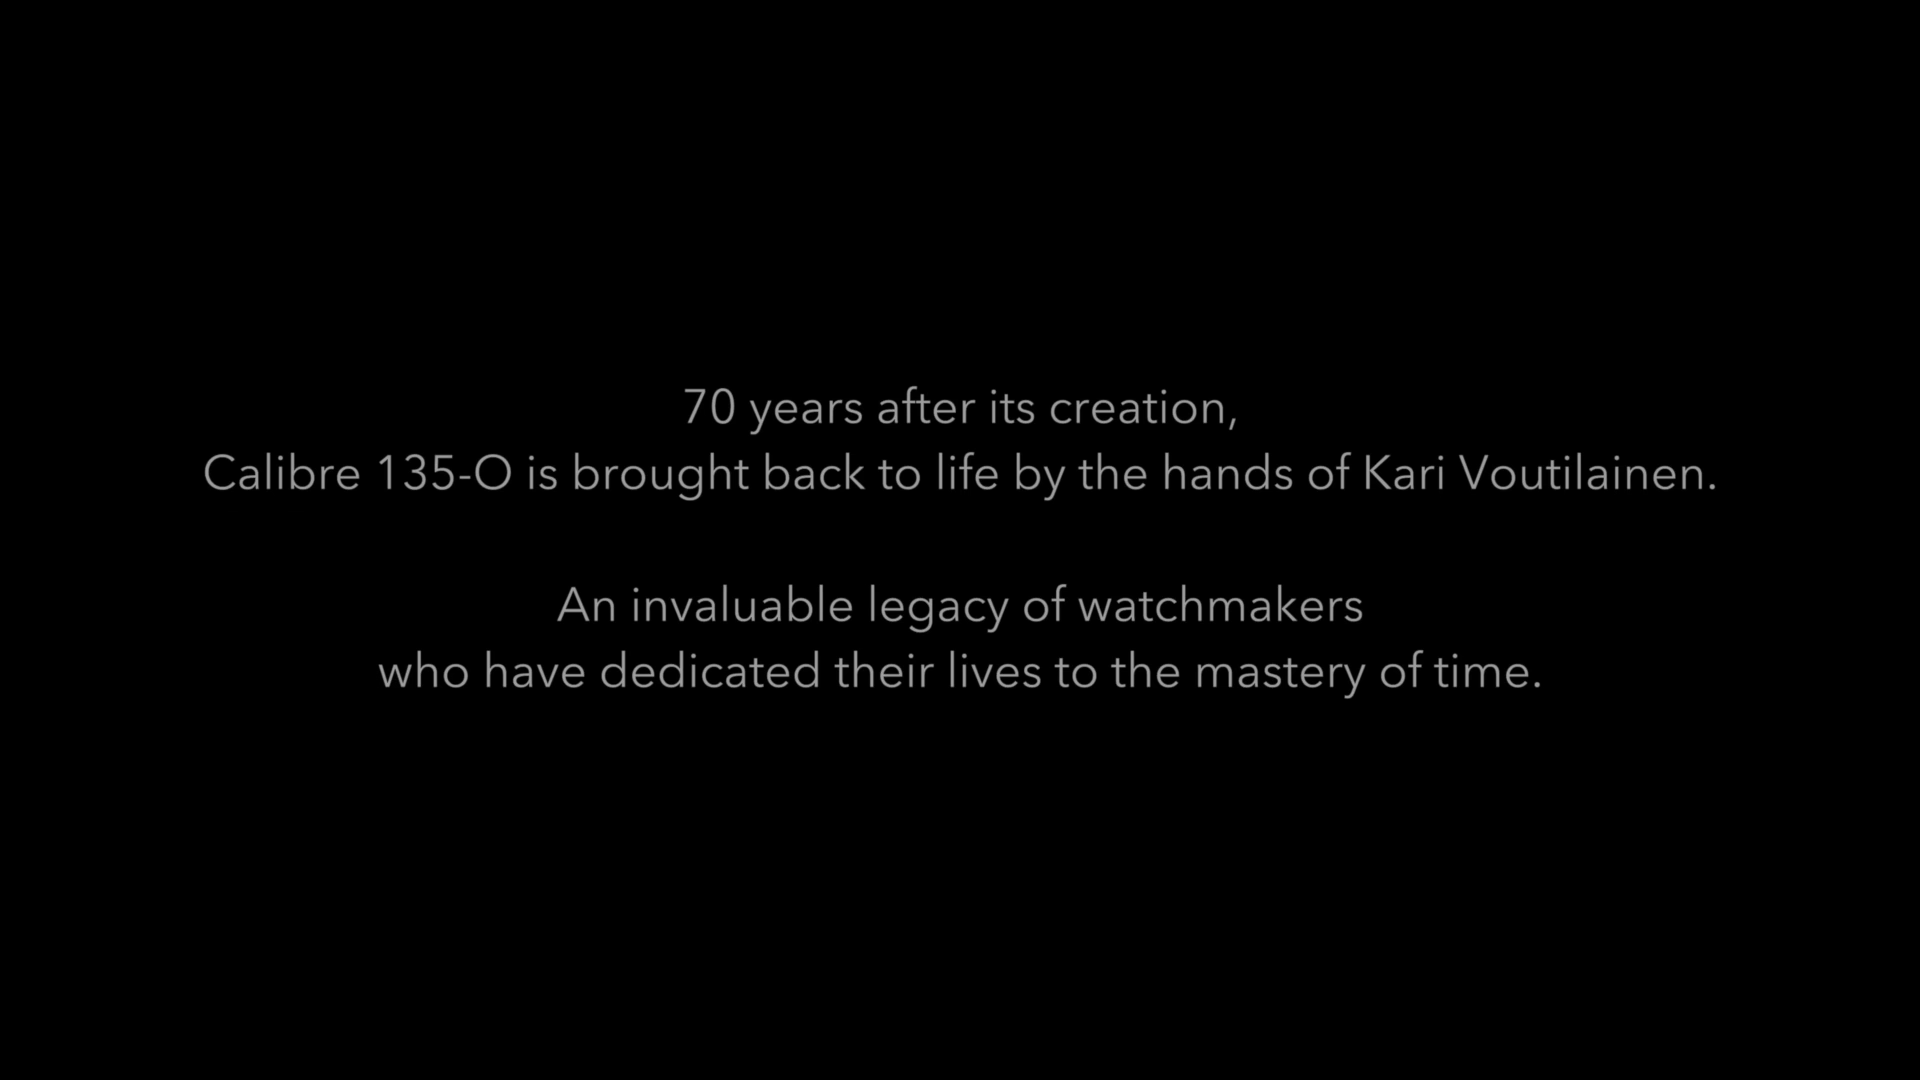 70 years after its creation,
Calibre 135-O is brought back to life by the hands of Kari Voutilainen.
An invaluable legacy of watchmakers
who have dedicated their lives to the mastery of time.